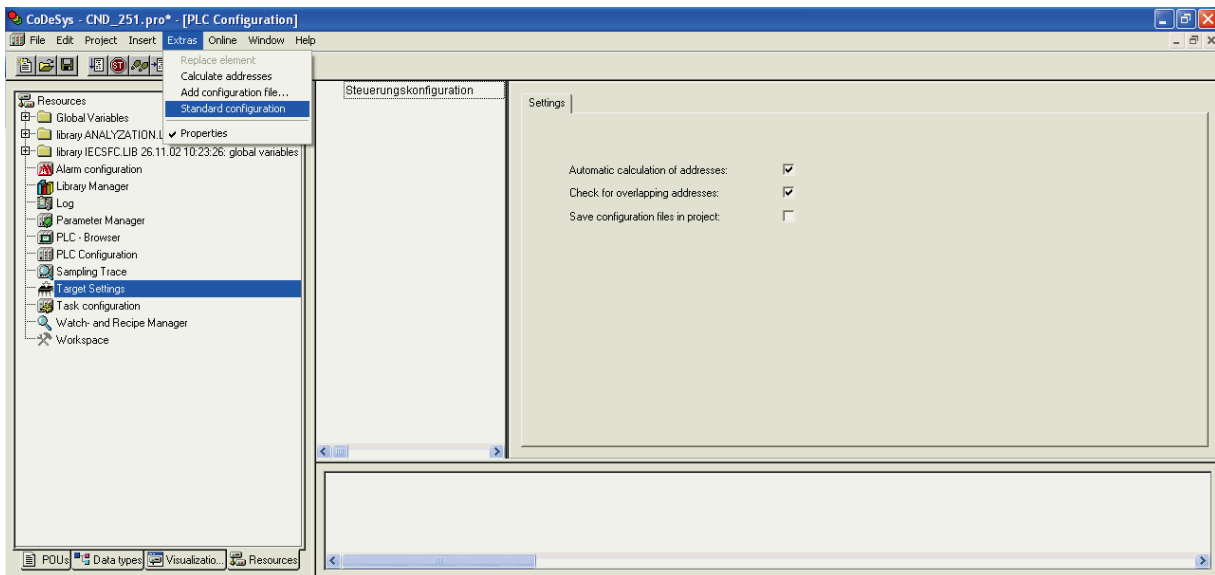 CoDeSys - CND_251.pro* - [PLC Configuration]
File Edit Project Insert Extras Online Window Help
Replace element
Calculate addresses
Add configuration file...
Standard configuration
Properties
Resources
Global Variables
library ANALYZATION.L
library IECSFC.LIB 26.11.02 10:23:26: global variables
Alarm configuration
Library Manager
Log
Parameter Manager
PLC - Browser
PLC Configuration
Sampling Trace
Target Settings
Task configuration
Watch- and Recipe Manager
Workspace
POUs Data types Visualizatio... Resources
Steuerungskonfiguration
Settings
Automatic calculation of addresses:
Check for overlapping addresses:
Save configuration files in project: